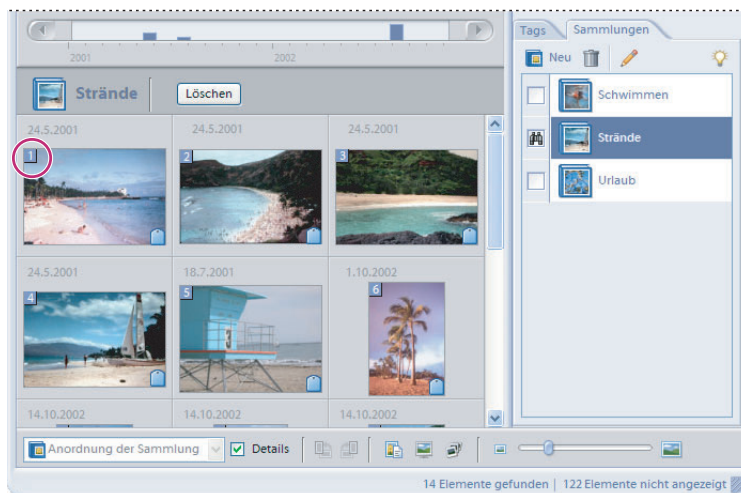 Tags Sammlungen
2001 2002
Neu
Strände Löschen
Schwimmen
Strände
Urlaub
24.5.2001 24.5.2001 24.5.2001
1 2 3
24.5.2001 18.7.2001 1.10.2002
4 5 6
3
14.10.2002 14.10.2002 14.10.2002
Anordnung der Sammlung Details
14 Elemente gefunden | 122 Elemente nicht angezeigt